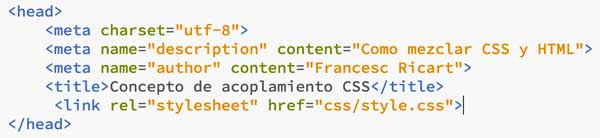 <head>
<meta charset="utf-8">
<meta name="description" content="Como mezclar CSS y HTML">
<meta name="author" content="Francesc Ricart">
<title>Concepto de acoplamiento CSS</title>
<link rel="stylesheet" href="css/style.css">
</head>